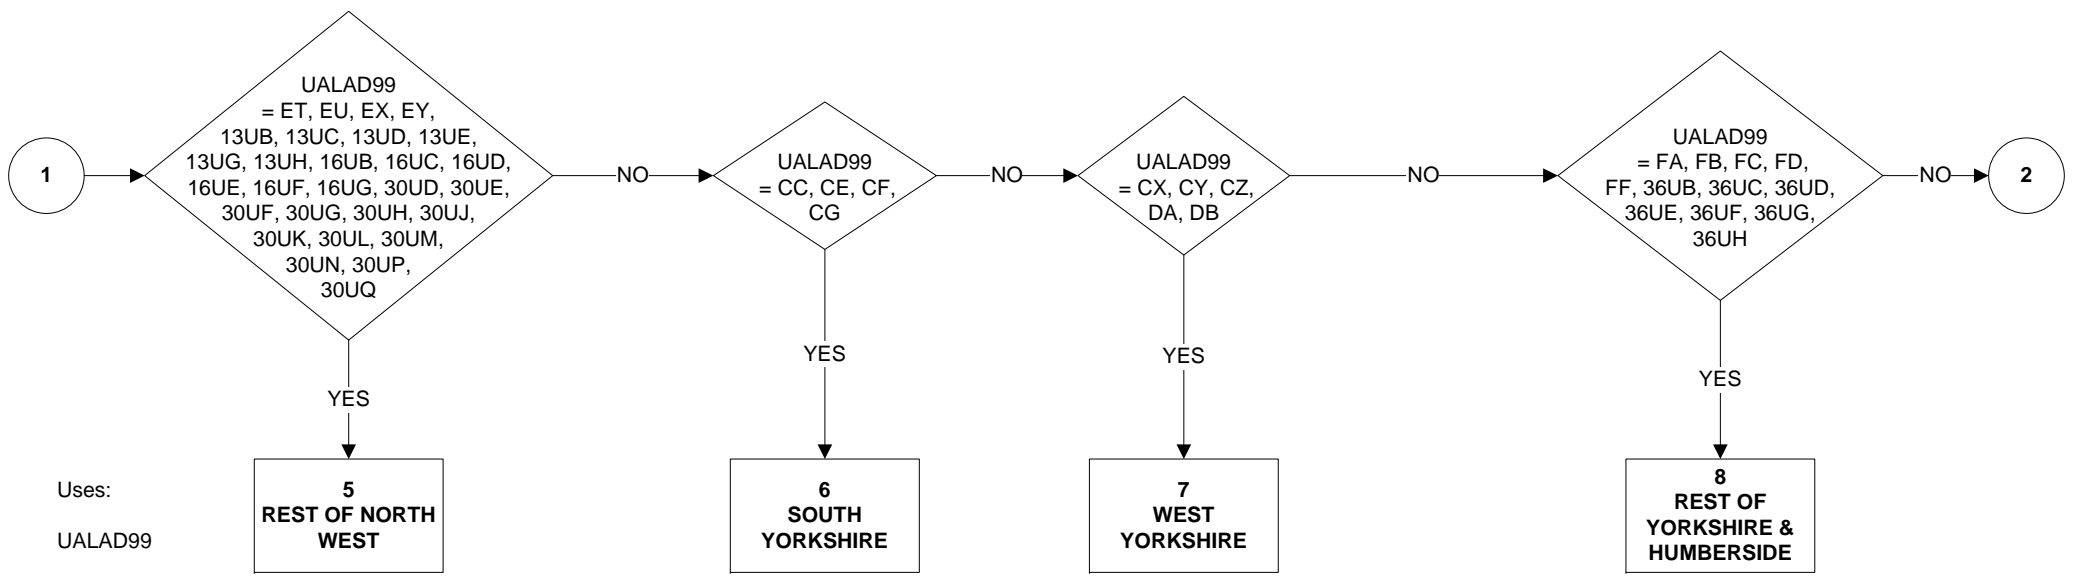 1
UALAD99
= ET, EU, EX, EY,
13UB, 13UC, 13UD, 13UE,
13UG, 13UH, 16UB, 16UC, 16UD,
16UE, 16UF, 16UG, 30UD, 30UE,
30UF, 30UG, 30UH, 30UJ,
30UK, 30UL, 30UM,
30UN, 30UP,
30UQ
NO
UALAD99
= CC, CE, CF,
CG
NO
UALAD99
= CX, CY, CZ,
DA, DB
NO
UALAD99
= FA, FB, FC, FD,
FF, 36UB, 36UC, 36UD,
36UE, 36UF, 36UG,
36UH
NO
2
YES
YES
YES
YES
Uses:
UALAD99
5
REST OF NORTH
WEST
6
SOUTH
YORKSHIRE
7
WEST
YORKSHIRE
8
REST OF
YORKSHIRE &
HUMBERSIDE